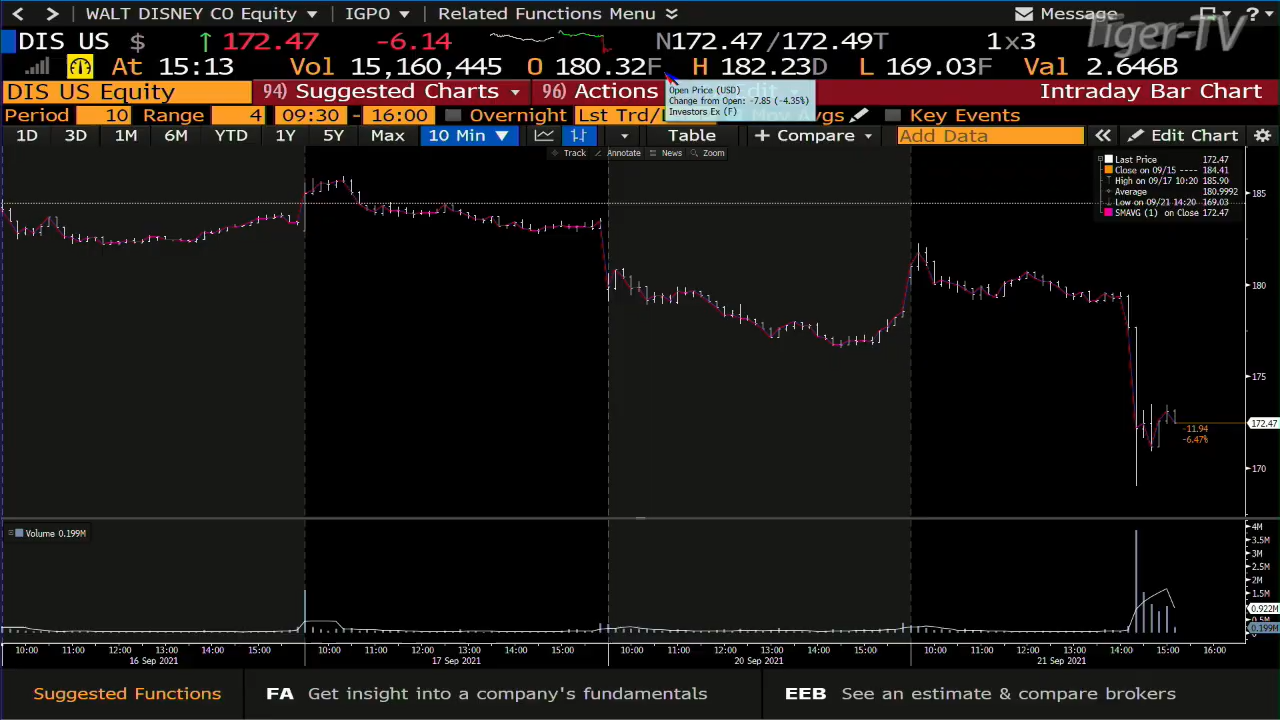 WALT DISNEY CO Equity IGPO Related Functions Menu Message ?
Tiger-TV
DIS US $ ↑ 172.47 -6.14 N172.47/172.49T 1x3
At 15:13 Vol 15,160,445 O 180.32F H 182.23D L 169.03F Val 2.646B
DIS US Equity 94) Suggested Charts 96) Actions Intraday Bar Chart
Open Price (USD)
Change from Open: -7.85 (-4.35%)
Investors Ex (F)
Period 10 Range 4 09:30 - 16:00 Overnight Lst Trd/ Avgs Key Events
1D 3D 1M 6M YTD 1Y 5Y Max 10 Min ▼ Table + Compare Add Data « Edit Chart
Track Annotate News Zoom
Last Price 172.47
Close on 09/15 ---- 184.41
High on 09/17 10:20 185.90
Average 180.9992
Low on 09/21 14:20 169.03
SMAVG (1) on Close 172.47
185
180
175
172.47
-11.94
-6.47%
170
Volume 0.199M
4M
3.5M
3M
2.5M
2M
1.5M
0.922M
0.5M
0.199M
10:00 11:00 12:00 13:00 14:00 15:00 10:00 11:00 12:00 13:00 14:00 15:00 10:00 11:00 12:00 13:00 14:00 15:00 10:00 11:00 12:00 13:00 14:00 15:00 16:00
16 Sep 2021 17 Sep 2021 20 Sep 2021 21 Sep 2021
Suggested Functions FA Get insight into a company's fundamentals EEB See an estimate & compare brokers